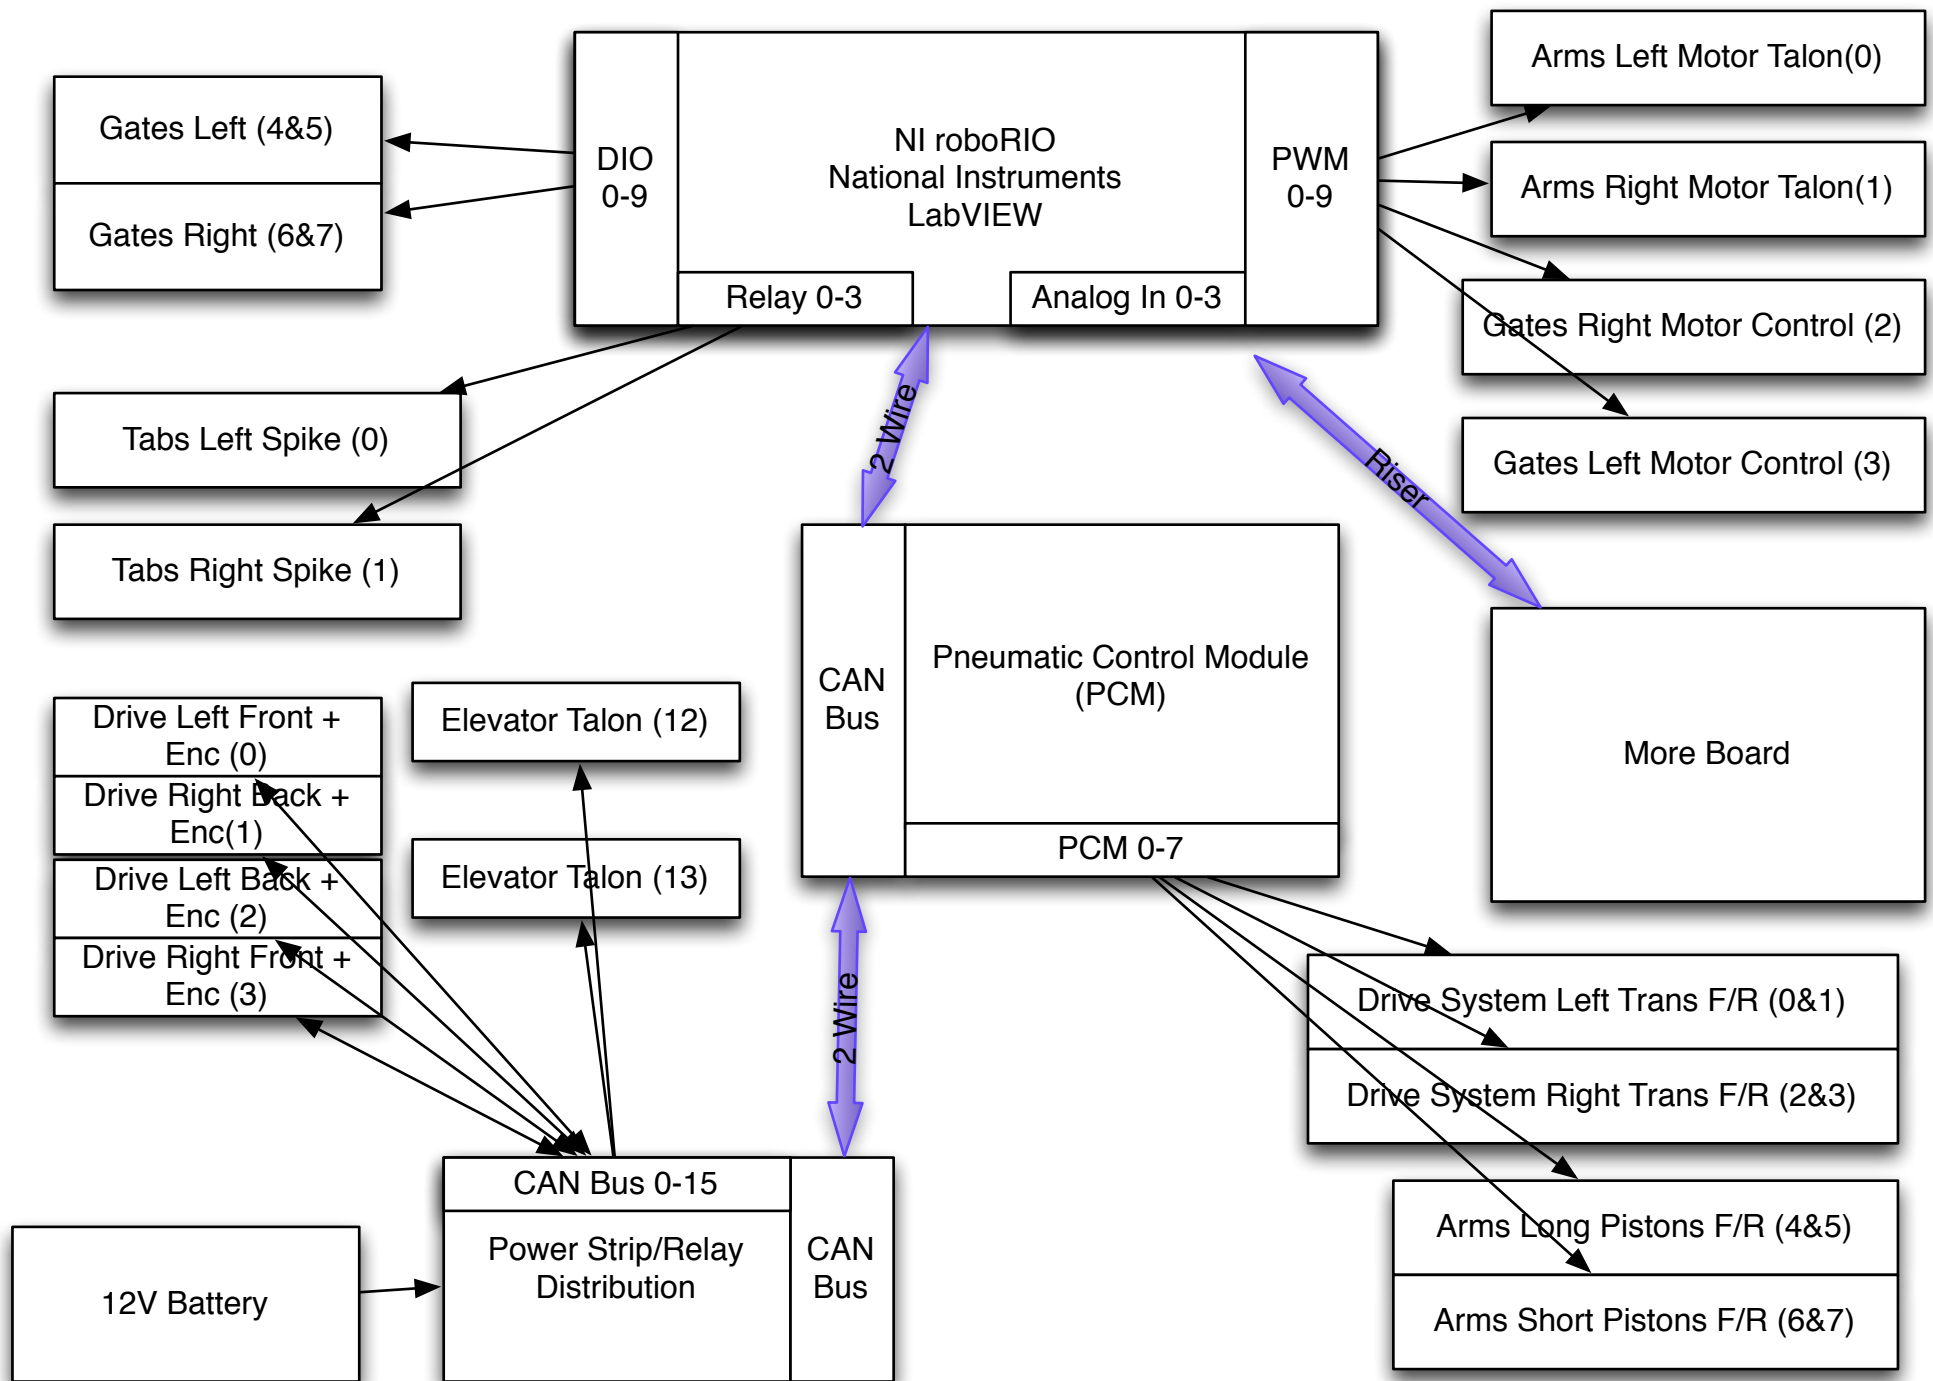 Arms Left Motor Talon(0)
Gates Left (4&5)
DIO
0-9
NI roboRIO
National Instruments
LabVIEW
PWM
0-9
Arms Right Motor Talon(1)
Gates Right (6&7)
Relay 0-3
Analog In 0-3
Gates Right Motor Control (2)
2 Wire
Tabs Left Spike (0)
Riser
Gates Left Motor Control (3)
Tabs Right Spike (1)
CAN
Bus
Pneumatic Control Module
(PCM)
More Board
Drive Left Front +
Enc (0)
Elevator Talon (12)
Drive Right Back +
Enc(1)
PCM 0-7
Drive Left Back +
Enc (2)
Elevator Talon (13)
Drive Right Front +
Enc (3)
2 Wire
Drive System Left Trans F/R (0&1)
Drive System Right Trans F/R (2&3)
CAN Bus 0-15
Power Strip/Relay
Distribution
CAN
Bus
12V Battery
Arms Long Pistons F/R (4&5)
Arms Short Pistons F/R (6&7)